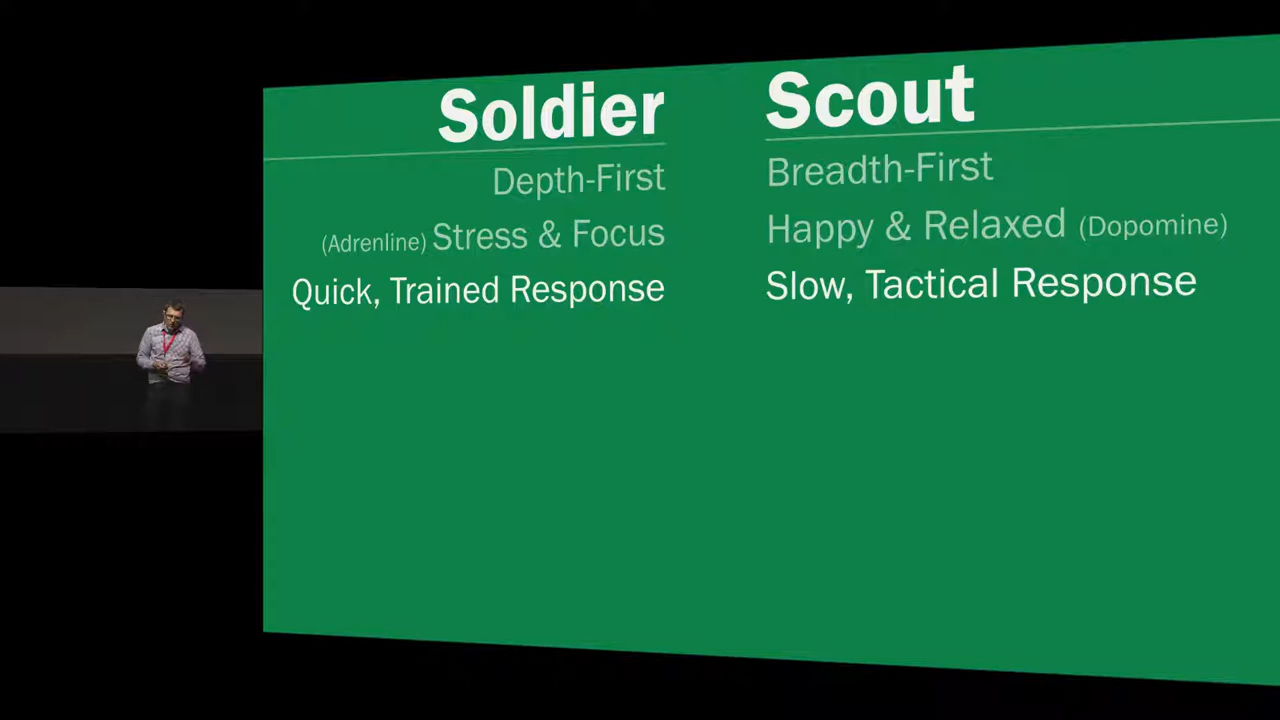 Soldier
Depth-First
(Adrenline) Stress & Focus
Quick, Trained Response
Scout
Breadth-First
Happy & Relaxed (Dopomine)
Slow, Tactical Response